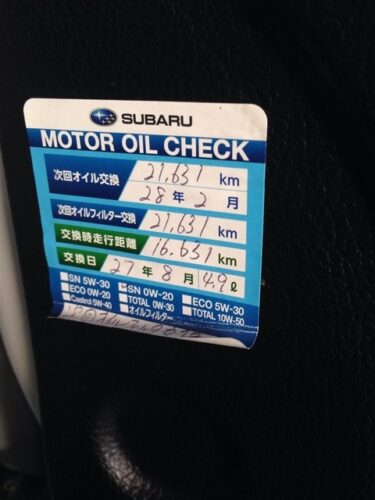 SUBARU
MOTOR OIL CHECK
次回オイル交換 21,631 km
28年 2月
次回オイルフィルター交換 21,631 km
交換時走行距離 16,631 km
交換日 27年 8月 4.9ℓ
SN 5W-30 SN 0W-20 ECO 5W-30
ECO 0W-20 TOTAL 0W-30 TOTAL 10W-50
Castrol 5W-40 オイルフィルター